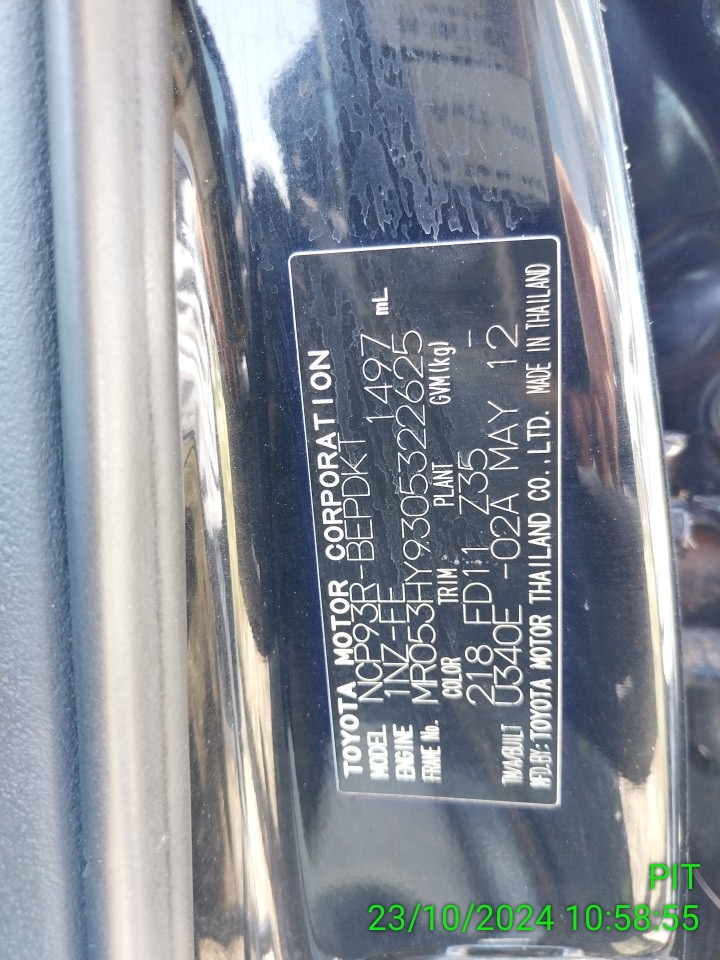 TOYOTA MOTOR CORPORATION
MODEL NCP93R-BEPDKT 1497 mL
ENGINE 1NZ-FE
FRAME No. MR053HY9305322625
COLOR TRIM PLANT GVM(kg)
218 FD11 Z35 -
T/M/A/BUILT U340E -02A MAY 12
MFD.BY: TOYOTA MOTOR THAILAND CO.,LTD. MADE IN THAILAND
PIT
23/10/2024 10:58:55